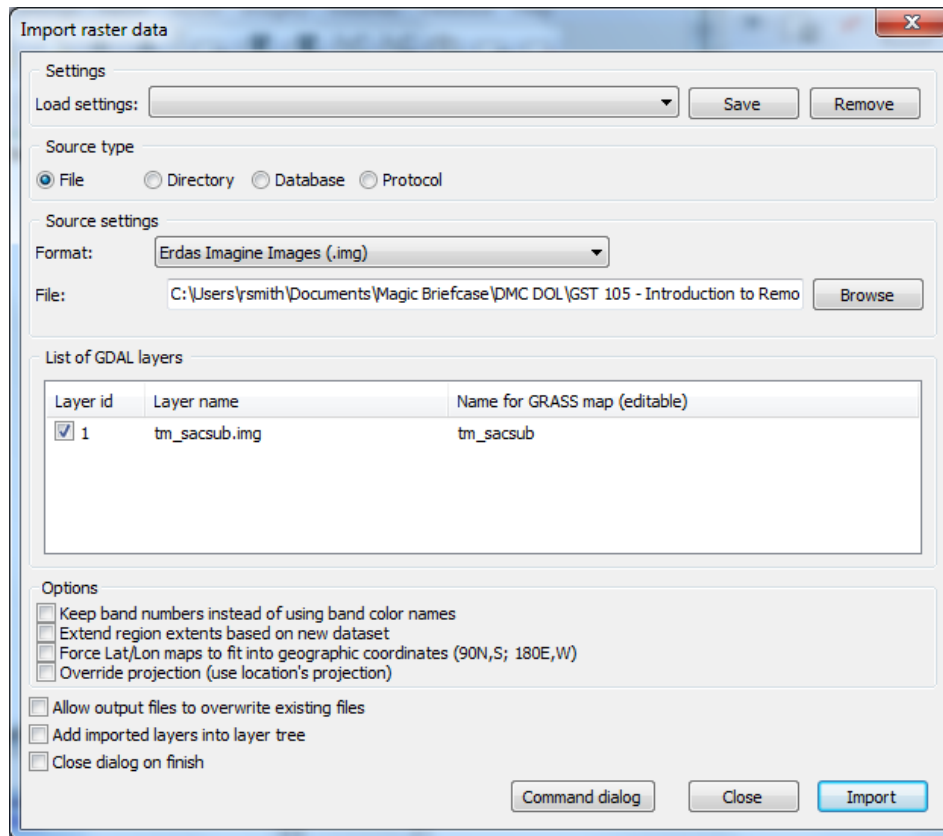 Import raster data
Settings
Load settings: Save Remove
Source type
File Directory Database Protocol
Source settings
Format: Erdas Imagine Images (.img)
File: C:\Users\rsmith\Documents\Magic Briefcase\DMC DOL\GST 105 - Introduction to Remo Browse
List of GDAL layers
Layer id Layer name Name for GRASS map (editable)
1 tm_sacsub.img tm_sacsub
Options
Keep band numbers instead of using band color names
Extend region extents based on new dataset
Force Lat/Lon maps to fit into geographic coordinates (90N,S; 180E,W)
Override projection (use location's projection)
Allow output files to overwrite existing files
Add imported layers into layer tree
Close dialog on finish
Command dialog Close Import